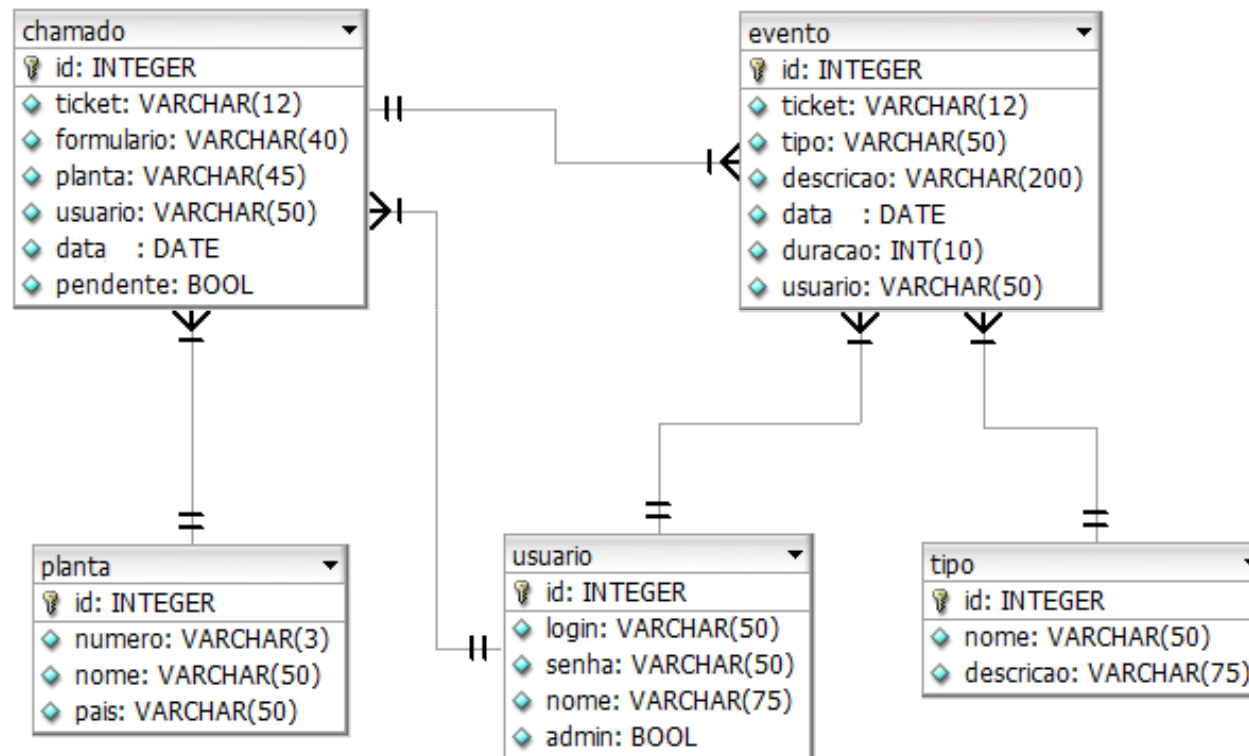 chamado
id: INTEGER
ticket: VARCHAR(12)
formulario: VARCHAR(40)
planta: VARCHAR(45)
usuario: VARCHAR(50)
data : DATE
pendente: BOOL
evento
id: INTEGER
ticket: VARCHAR(12)
tipo: VARCHAR(50)
descricao: VARCHAR(200)
data : DATE
duracao: INT(10)
usuario: VARCHAR(50)
planta
id: INTEGER
numero: VARCHAR(3)
nome: VARCHAR(50)
pais: VARCHAR(50)
usuario
id: INTEGER
login: VARCHAR(50)
senha: VARCHAR(50)
nome: VARCHAR(75)
admin: BOOL
tipo
id: INTEGER
nome: VARCHAR(50)
descricao: VARCHAR(75)